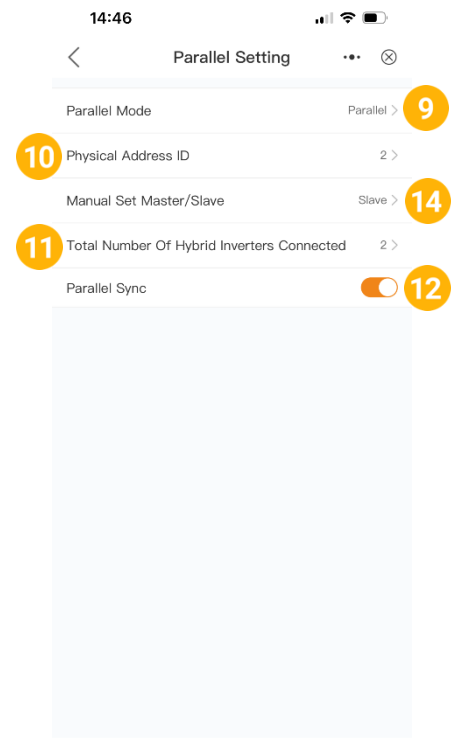 14:46
Parallel Setting
Parallel Mode Parallel 9
10 Physical Address ID 2
Manual Set Master/Slave Slave 14
11 Total Number Of Hybrid Inverters Connected 2
Parallel Sync 12